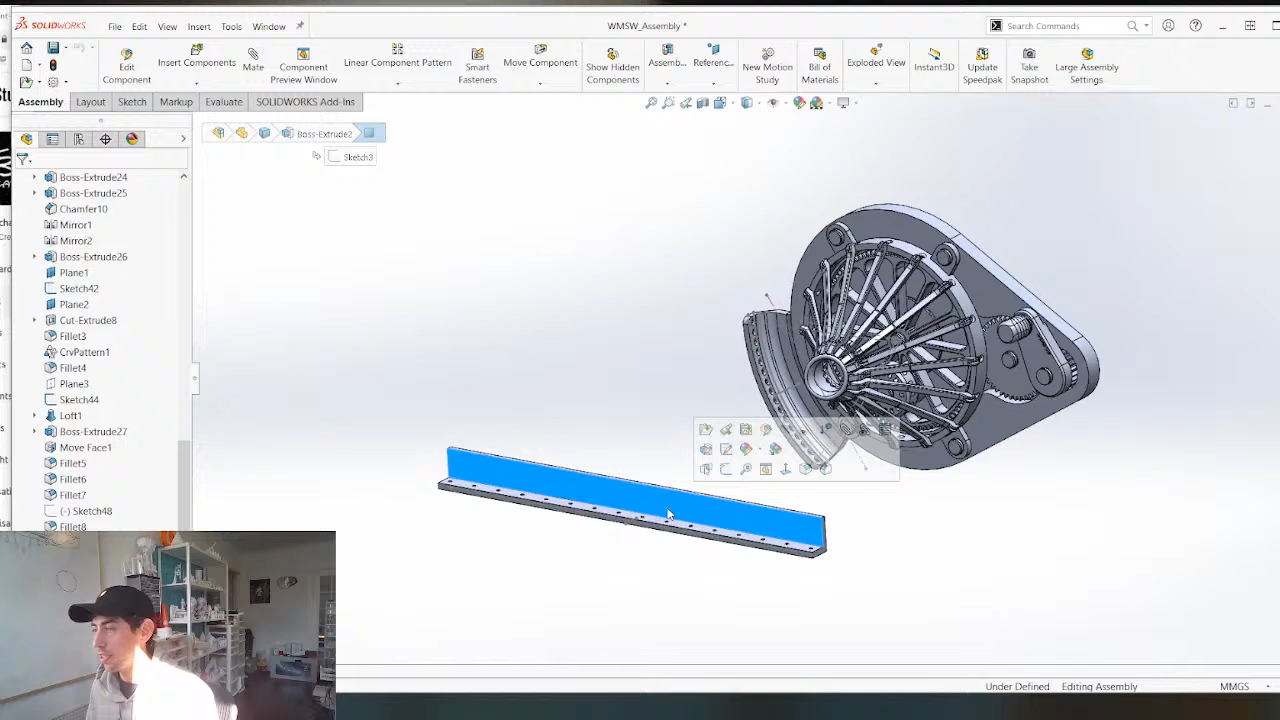 SOLIDWORKS
File Edit View Insert Tools Window
WMSW_Assembly *
Search Commands
Edit Component
Insert Components
Mate
Component Preview Window
Linear Component Pattern
Smart Fasteners
Move Component
Show Hidden Components
Assemb...
Referenc...
New Motion Study
Bill of Materials
Exploded View
Instant3D
Update Speedpak
Take Snapshot
Large Assembly Settings
Assembly Layout Sketch Markup Evaluate SOLIDWORKS Add-Ins
Boss-Extrude2
Sketch3
Boss-Extrude24
Boss-Extrude25
Chamfer10
Mirror1
Mirror2
Boss-Extrude26
Plane1
Sketch42
Plane2
Cut-Extrude8
Fillet3
CrvPattern1
Fillet4
Plane3
Sketch44
Loft1
Boss-Extrude27
Move Face1
Fillet5
Fillet6
Fillet7
(-) Sketch48
Fillet8
Under Defined Editing Assembly MMGS